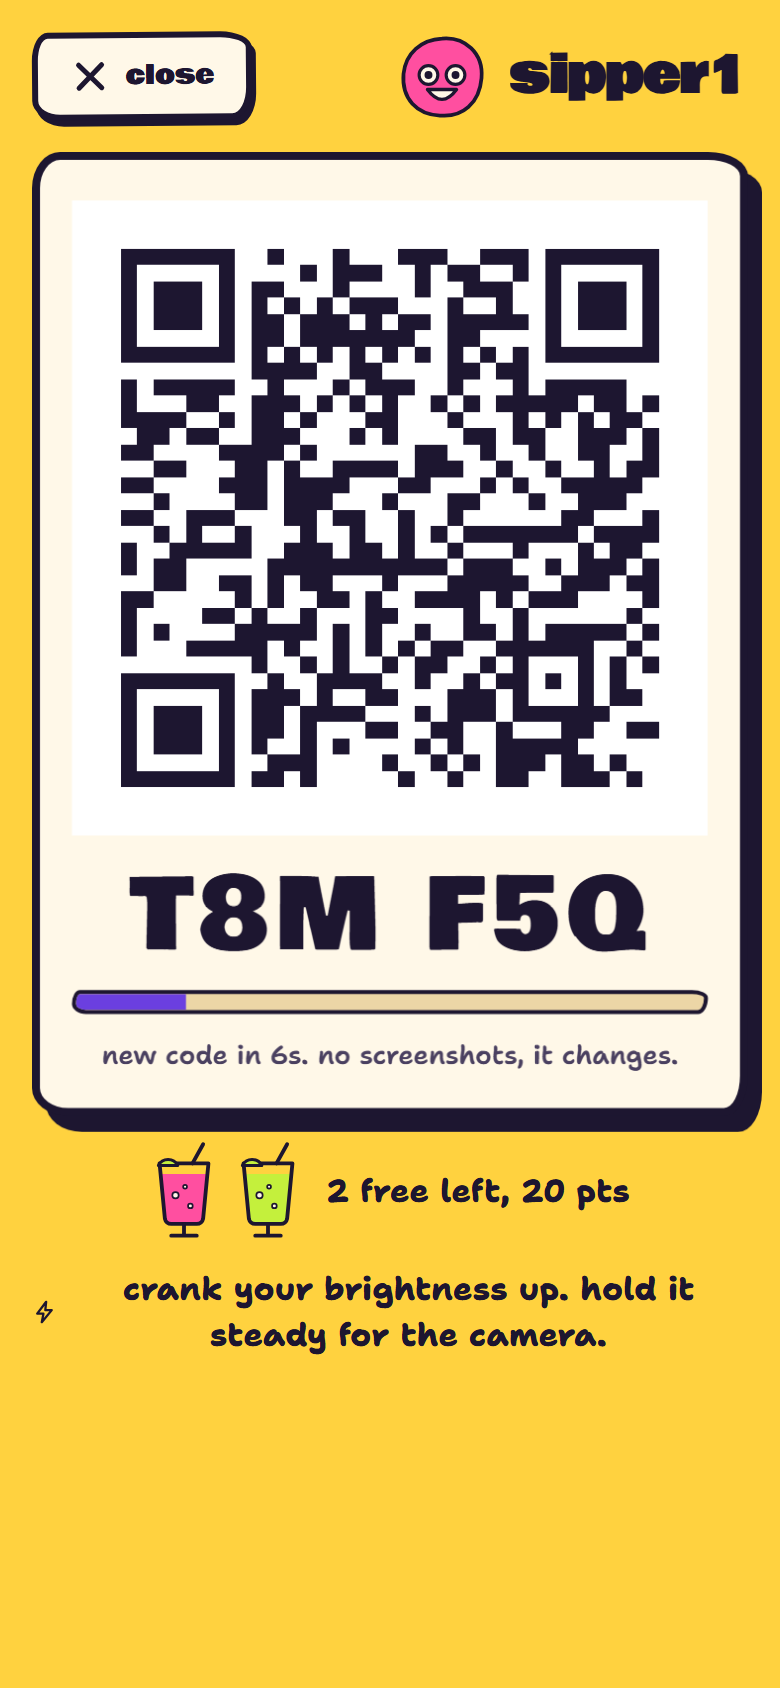 close
sipper1
T8M F5Q
new code in 6s. no screenshots, it changes.
2 free left, 20 pts
crank your brightness up. hold it
steady for the camera.